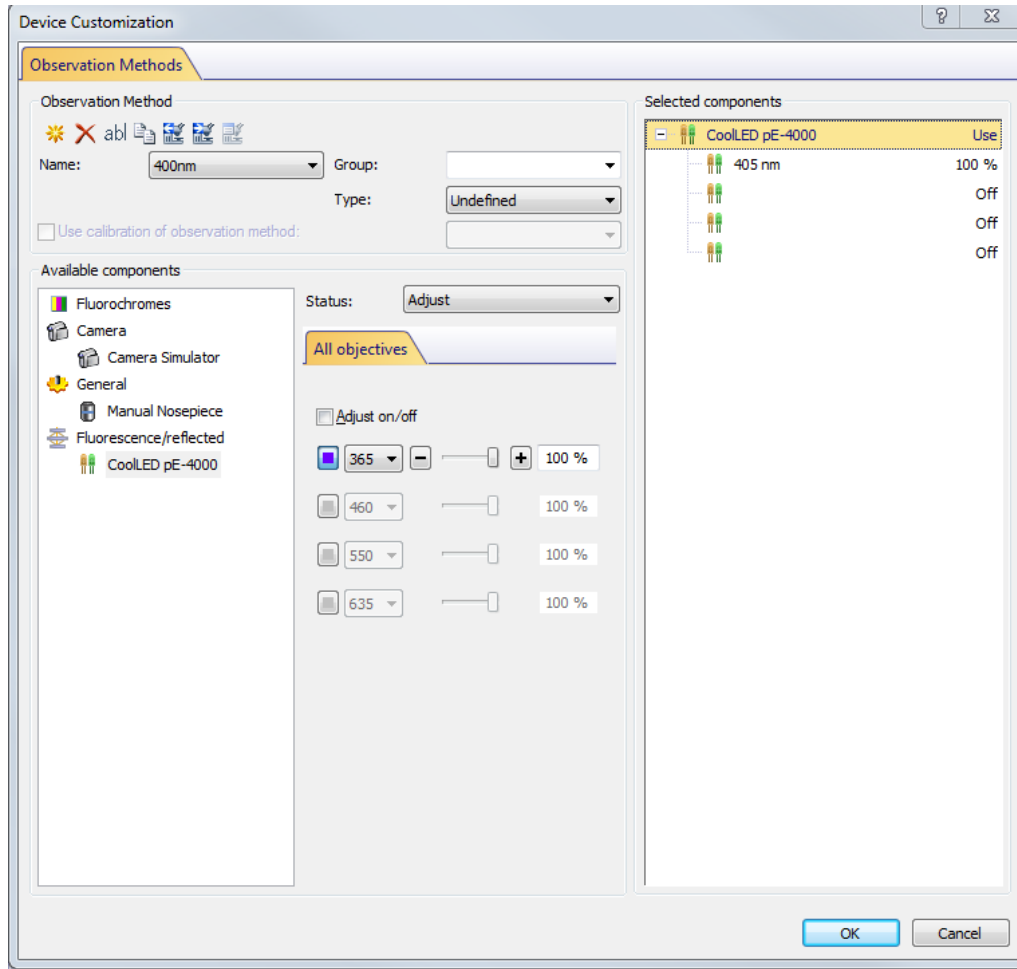 Device Customization
Observation Methods
Observation Method
abl
Name: 400nm Group:
Type: Undefined
Use calibration of observation method:
Available components
Fluorochromes
Camera
Camera Simulator
General
Manual Nosepiece
Fluorescence/reflected
CoolLED pE-4000
Status: Adjust
All objectives
Adjust on/off
365 100 %
460 100 %
550 100 %
635 100 %
Selected components
CoolLED pE-4000 Use
405 nm 100 %
Off
Off
Off
OK Cancel